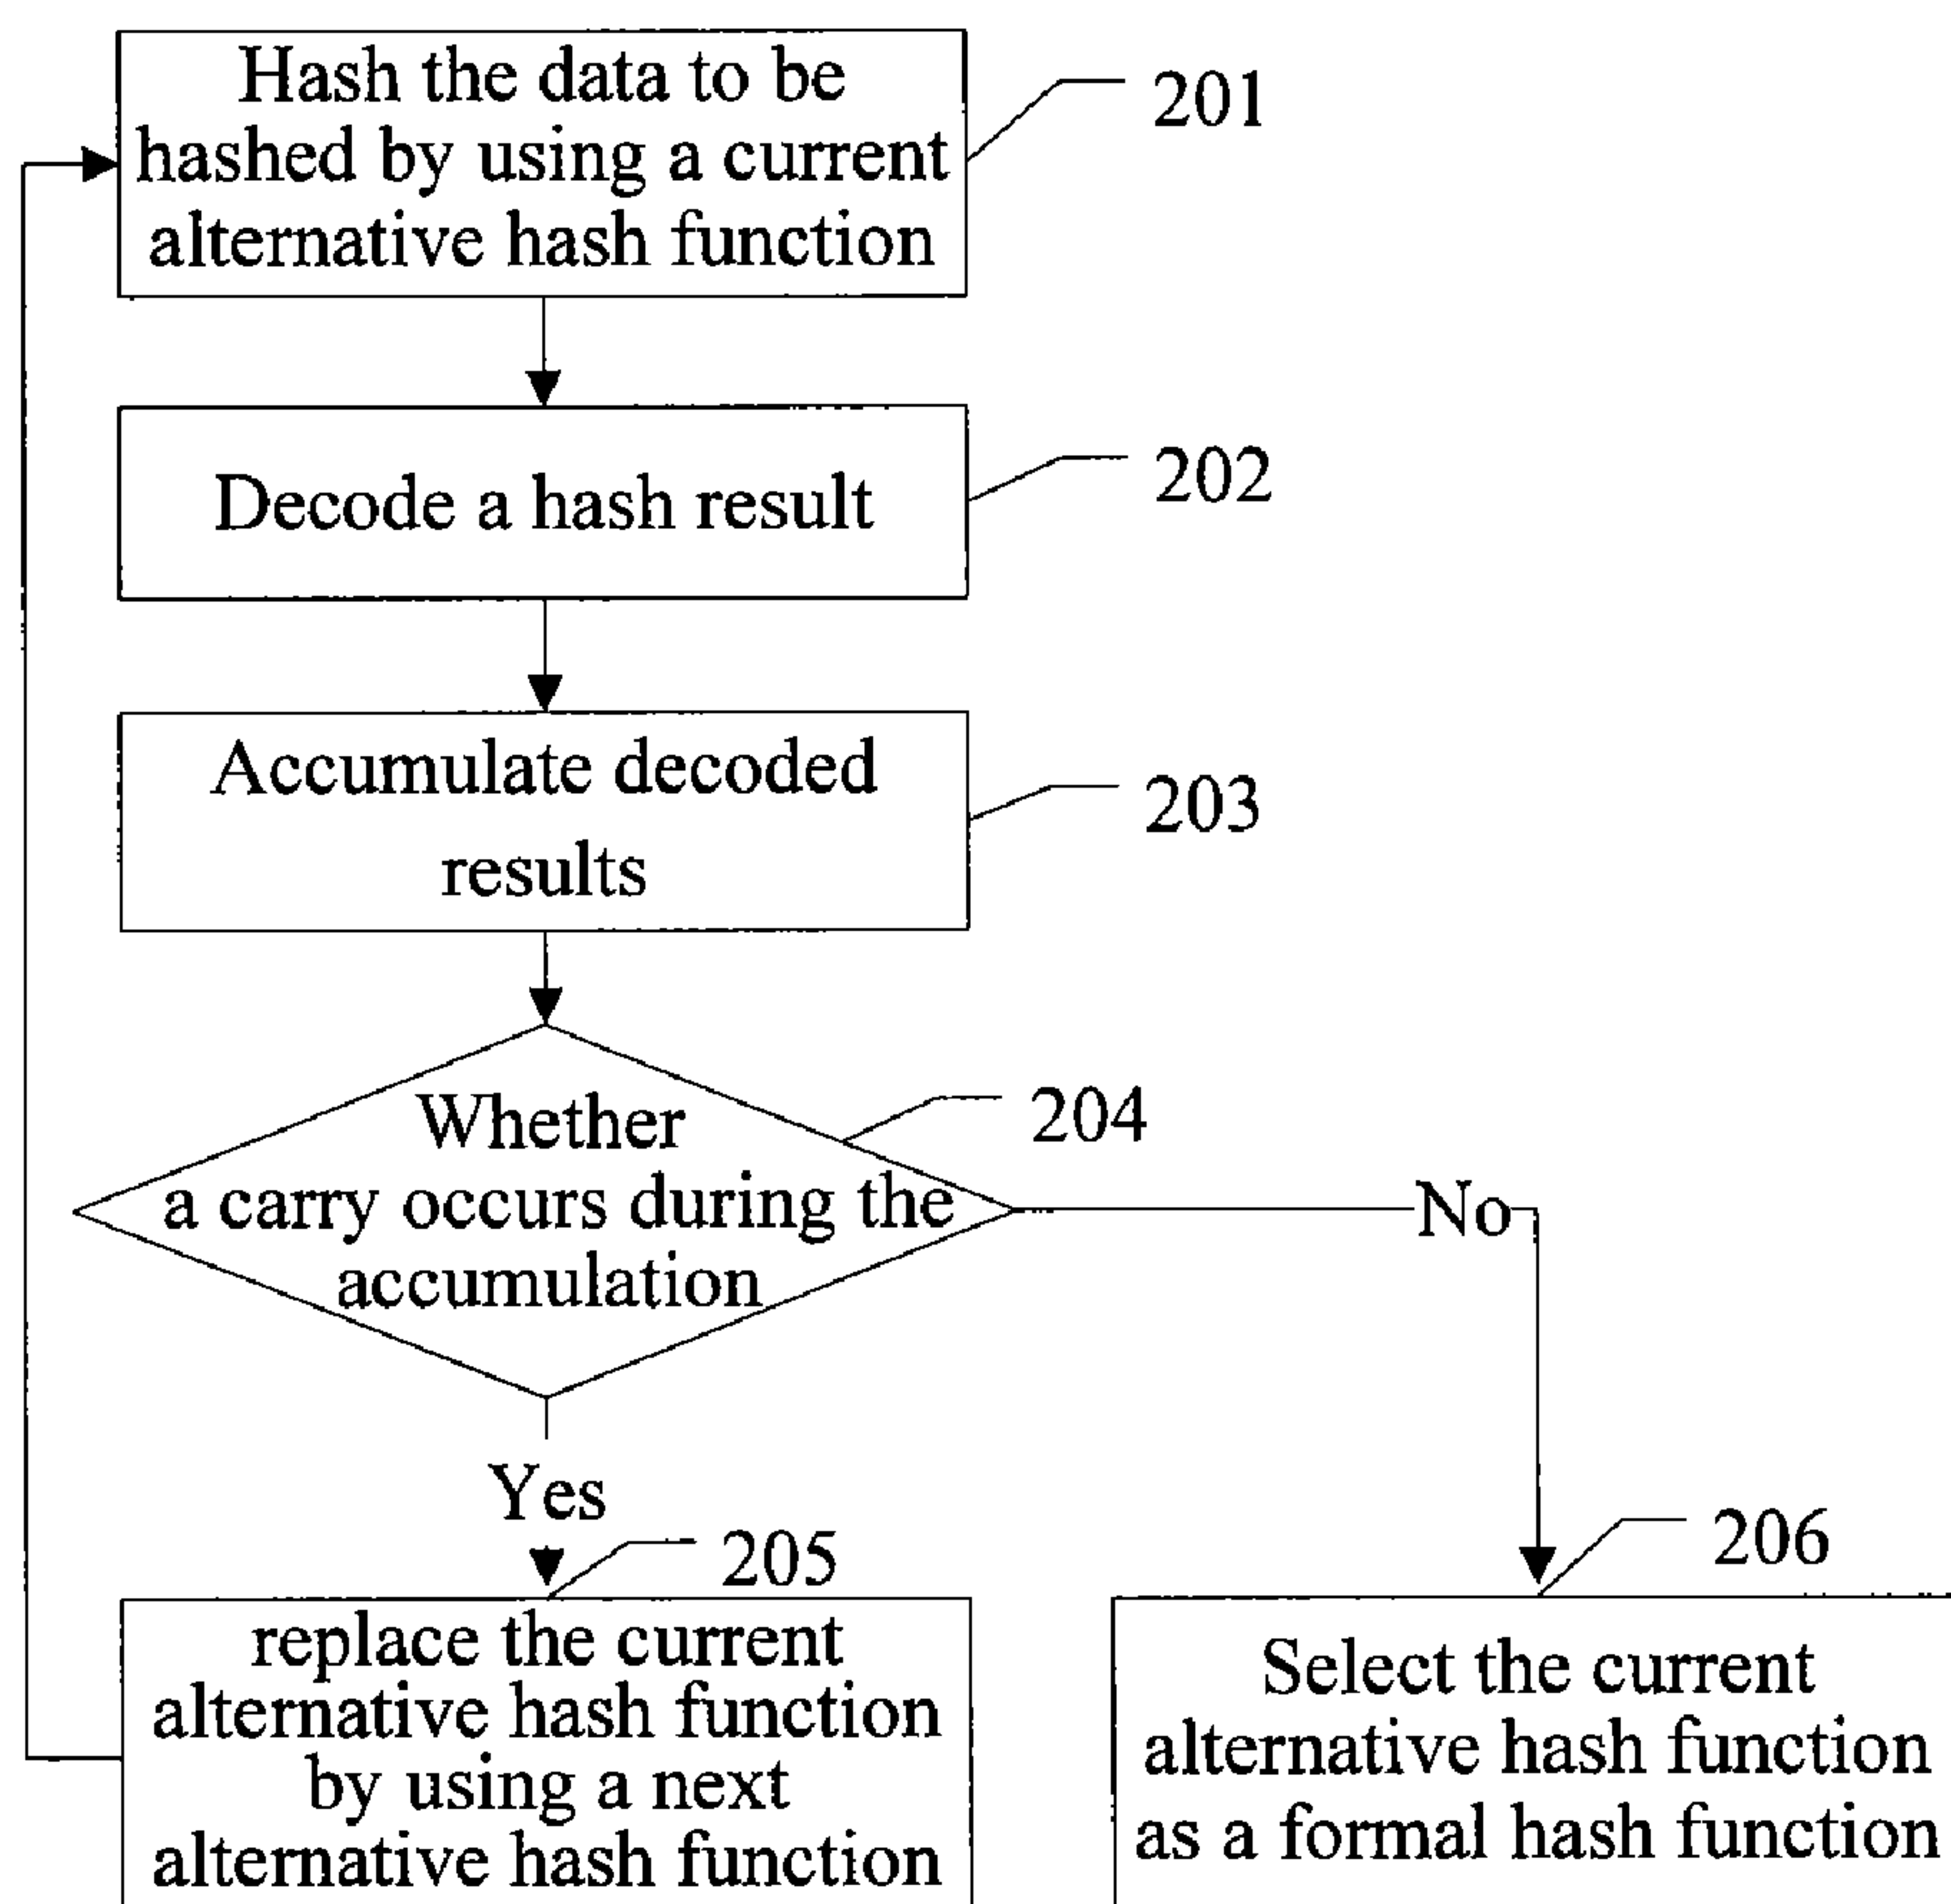 Hash the data to be
hashed by using a current
alternative hash function
201
Decode a hash result
202
Accumulate decoded
results
203
Whether
a carry occurs during the
accumulation
204
No
Yes
205
replace the current
alternative hash function
by using a next
alternative hash function
206
Select the current
alternative hash function
as a formal hash function